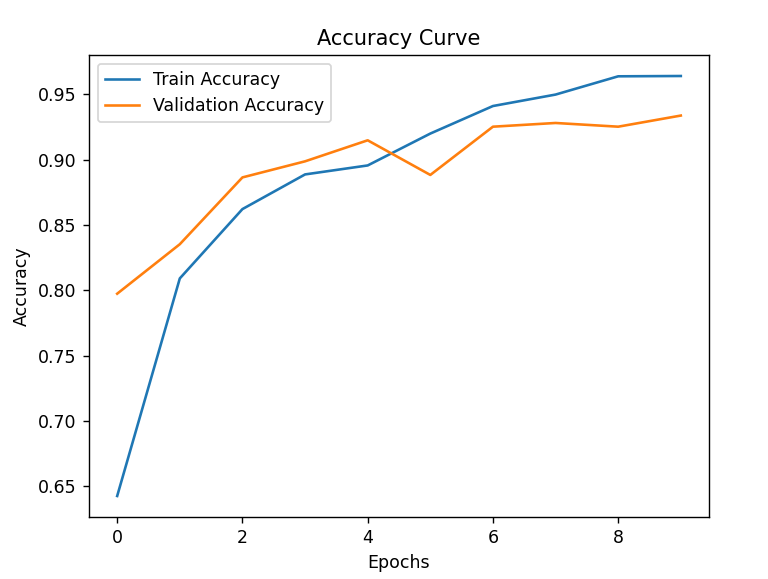 Accuracy Curve
Train Accuracy
Validation Accuracy
0.95
0.90
0.85
0.80
0.75
0.70
0.65
Accuracy
0 2 4 6 8
Epochs